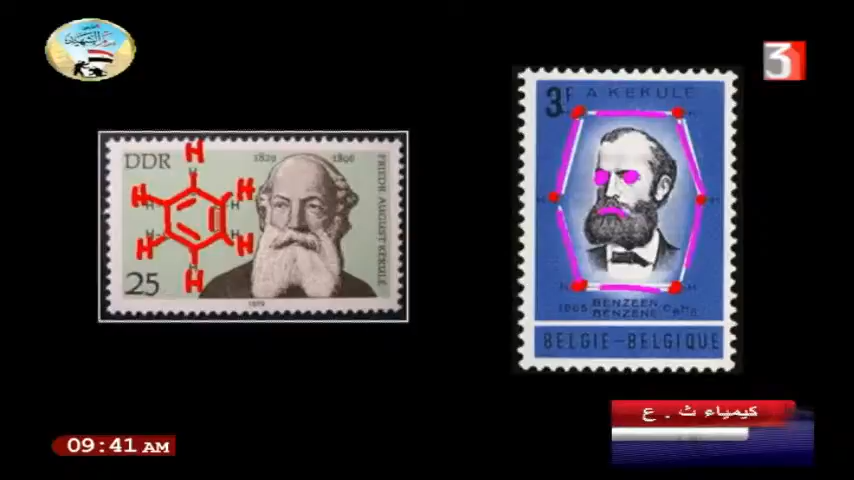 3
DDR
1829 1896
FRIEDR. AUGUST KEKULÉ
H
H H
H H
H
25
1979
3F A KEKULE
1865 BENZEEN
BENZENE C6H6
BELGIE-BELGIQUE
كيمياء ث . ع
09:41 AM